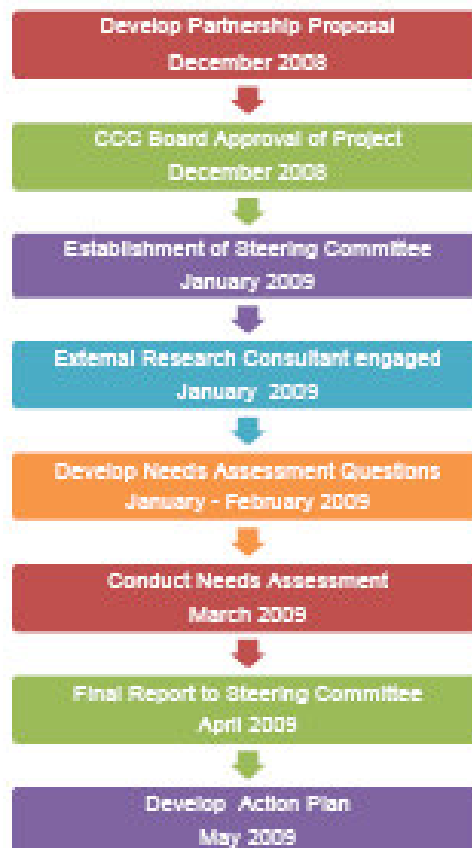 Develop Partnership Proposal
December 2008
CCC Board Approval of Project
December 2008
Establishment of Steering Committee
January 2009
External Research Consultant engaged
January 2009
Develop Needs Assessment Questions
January - February 2009
Conduct Needs Assessment
March 2009
Final Report to Steering Committee
April 2009
Develop Action Plan
May 2009